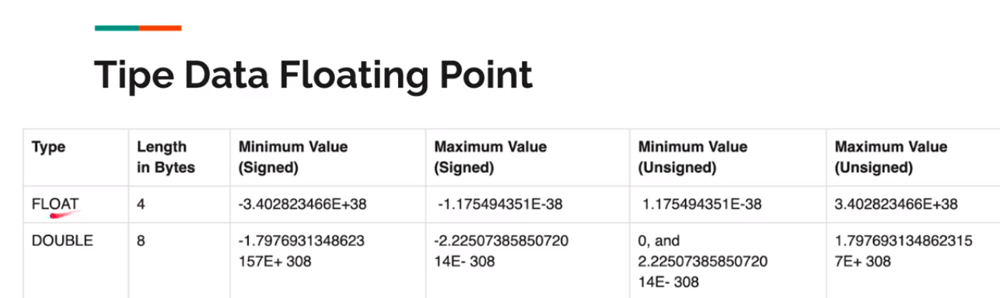 Tipe Data Floating Point
Type
Length
in Bytes
Minimum Value
(Signed)
Maximum Value
(Signed)
Minimum Value
(Unsigned)
Maximum Value
(Unsigned)
FLOAT
4
-3.402823466E+38
-1.175494351E-38
1.175494351E-38
3.402823466E+38
DOUBLE
8
-1.7976931348623
157E+ 308
-2.22507385850720
14E- 308
0, and
2.22507385850720
14E- 308
1.797693134862315
7E+ 308